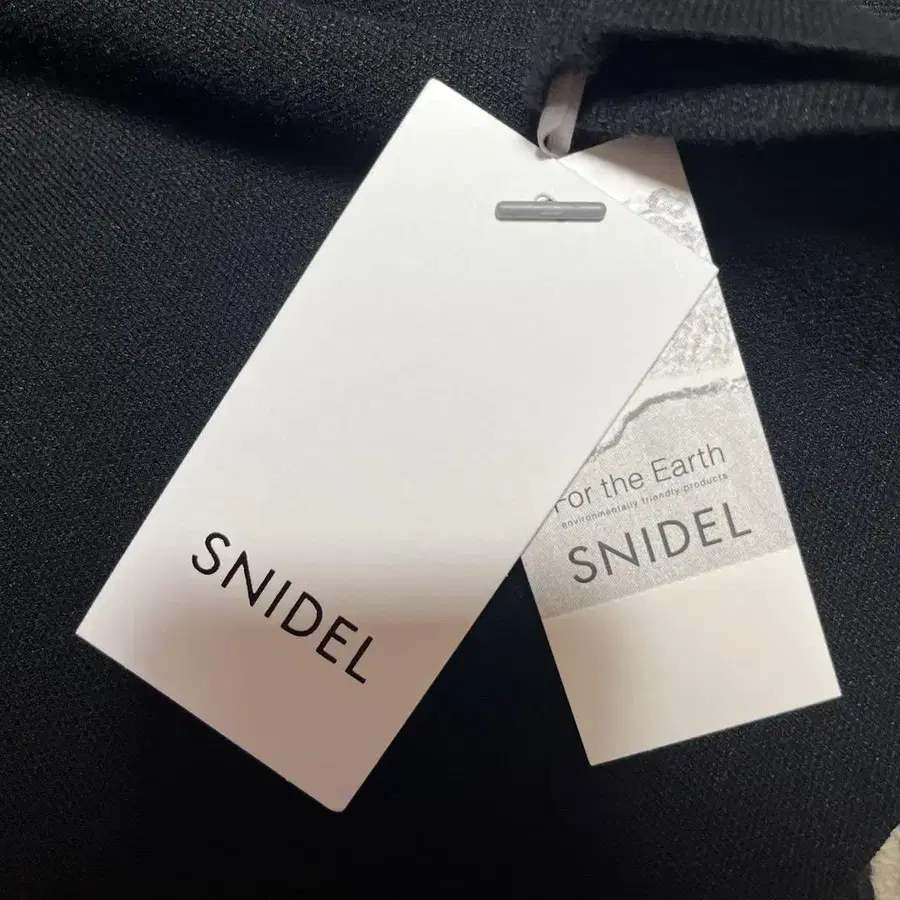 SNIDEL
For the Earth
environmentally friendly products
SNIDEL